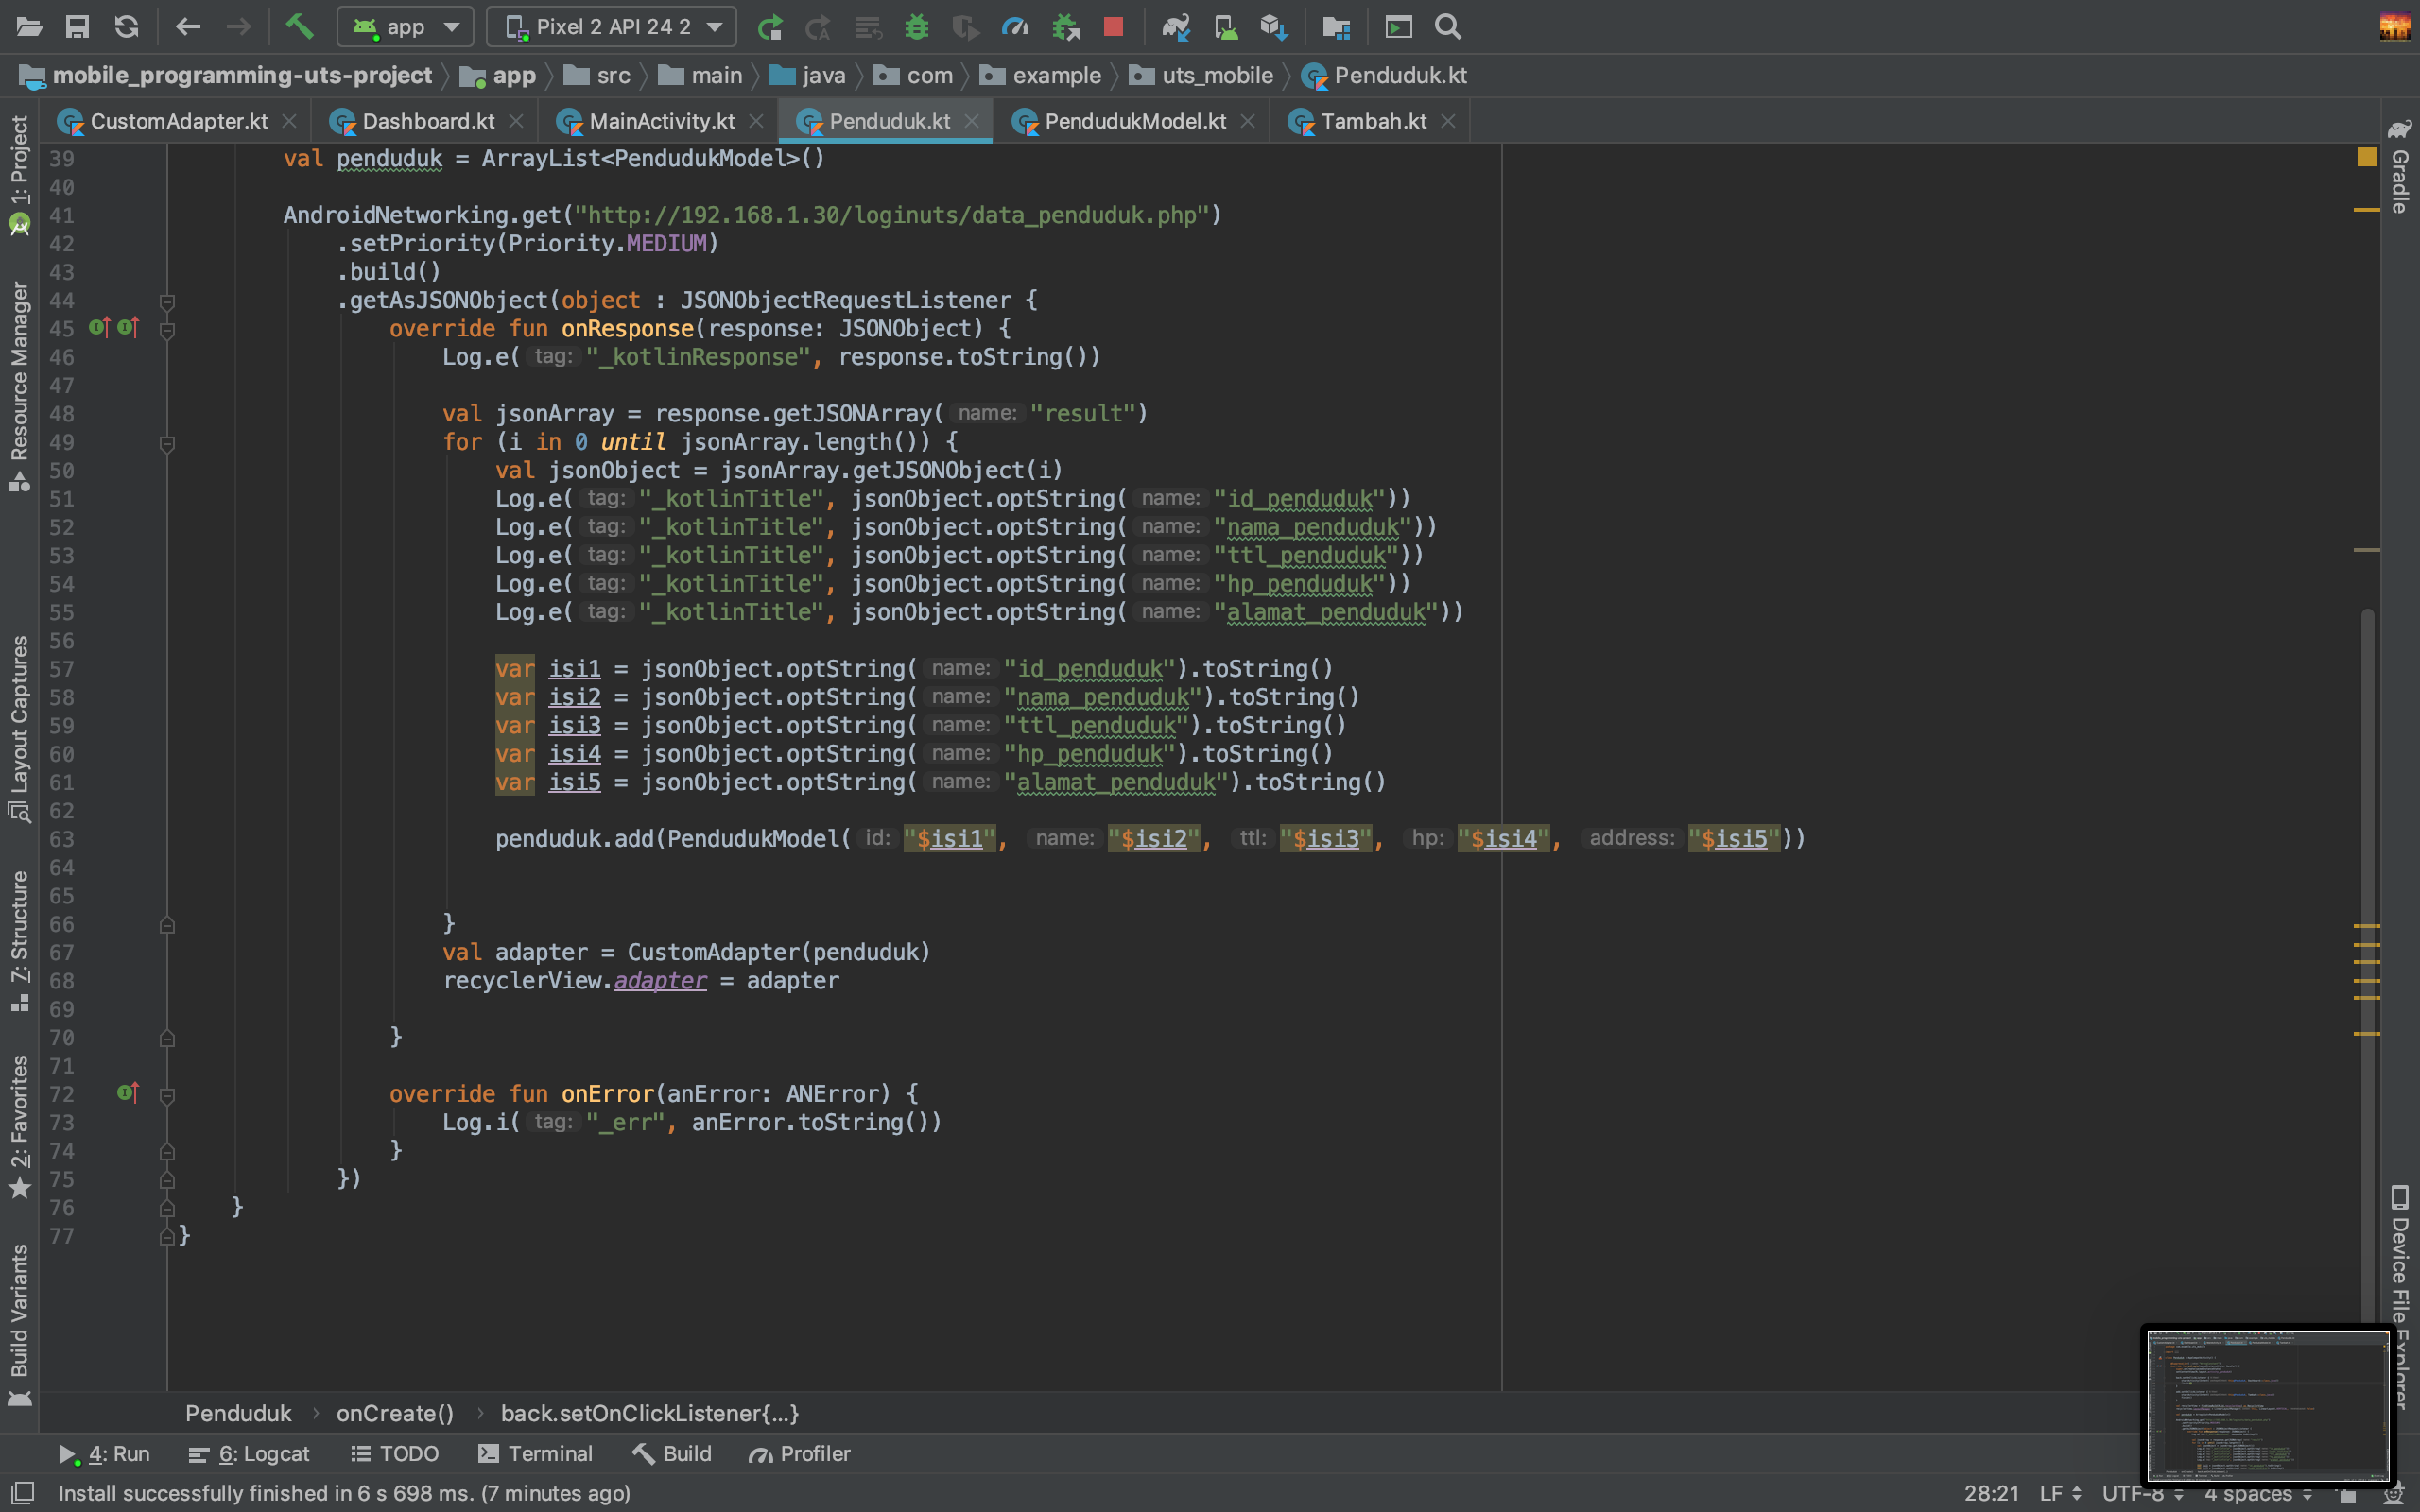 app
Pixel 2 API 24 2
mobile_programming-uts-project app src main java com example uts_mobile Penduduk.kt
CustomAdapter.kt Dashboard.kt MainActivity.kt Penduduk.kt PendudukModel.kt Tambah.kt
1: Project
Resource Manager
Layout Captures
7: Structure
2: Favorites
Build Variants
39 val penduduk = ArrayList<PendudukModel>()
40
41 AndroidNetworking.get("http://192.168.1.30/loginuts/data_penduduk.php")
42 .setPriority(Priority.MEDIUM)
43 .build()
44 .getAsJSONObject(object : JSONObjectRequestListener {
45 override fun onResponse(response: JSONObject) {
46 Log.e( tag: "_kotlinResponse", response.toString())
47
48 val jsonArray = response.getJSONArray( name: "result")
49 for (i in 0 until jsonArray.length()) {
50 val jsonObject = jsonArray.getJSONObject(i)
51 Log.e( tag: "_kotlinTitle", jsonObject.optString( name: "id_penduduk"))
52 Log.e( tag: "_kotlinTitle", jsonObject.optString( name: "nama_penduduk"))
53 Log.e( tag: "_kotlinTitle", jsonObject.optString( name: "ttl_penduduk"))
54 Log.e( tag: "_kotlinTitle", jsonObject.optString( name: "hp_penduduk"))
55 Log.e( tag: "_kotlinTitle", jsonObject.optString( name: "alamat_penduduk"))
56
57 var isi1 = jsonObject.optString( name: "id_penduduk").toString()
58 var isi2 = jsonObject.optString( name: "nama_penduduk").toString()
59 var isi3 = jsonObject.optString( name: "ttl_penduduk").toString()
60 var isi4 = jsonObject.optString( name: "hp_penduduk").toString()
61 var isi5 = jsonObject.optString( name: "alamat_penduduk").toString()
62
63 penduduk.add(PendudukModel( id: "$isi1", name: "$isi2", ttl: "$isi3", hp: "$isi4", address: "$isi5"))
64
65
66 }
67 val adapter = CustomAdapter(penduduk)
68 recyclerView.adapter = adapter
69
70 }
71
72 override fun onError(anError: ANError) {
73 Log.i( tag: "_err", anError.toString())
74 }
75 })
76 }
77 }
Gradle
Device File Explorer
Penduduk › onCreate() › back.setOnClickListener{...}
4: Run 6: Logcat TODO Terminal Build Profiler
Install successfully finished in 6 s 698 ms. (7 minutes ago) 28:21 LF UTF-8 4 spaces